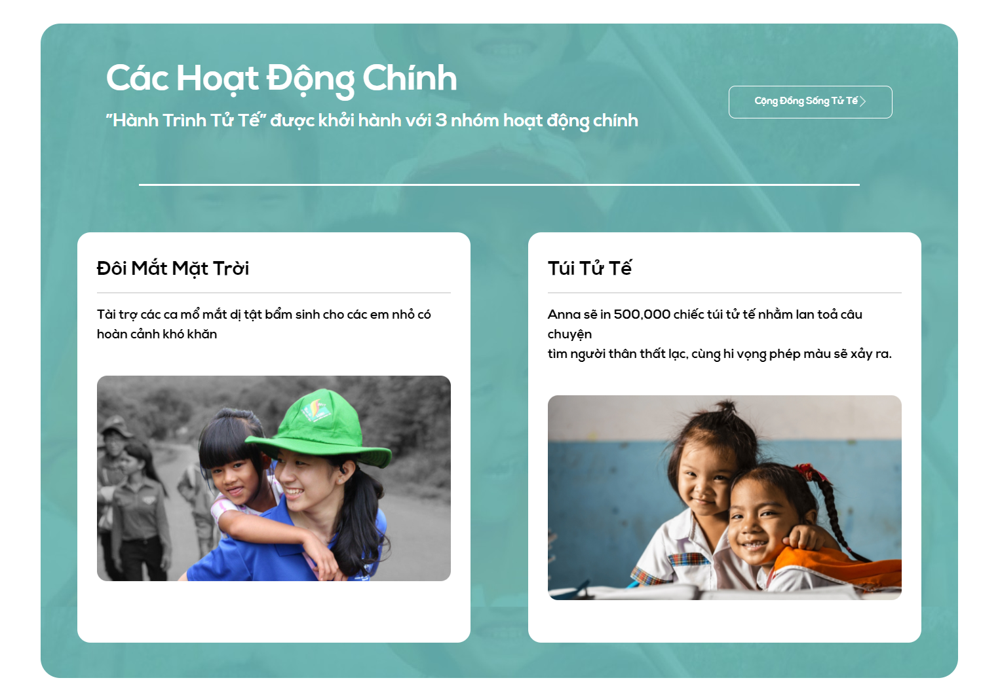 Các Hoạt Động Chính
"Hành Trình Tử Tế" được khởi hành với 3 nhóm hoạt động chính
Cộng Đồng Sống Tử Tế
Đôi Mắt Mặt Trời
Tài trợ các ca mổ mắt dị tật bẩm sinh cho các em nhỏ có
hoàn cảnh khó khăn
Túi Tử Tế
Anna sẽ in 500,000 chiếc túi tử tế nhằm lan toả câu
chuyện
tìm người thân thất lạc, cùng hi vọng phép màu sẽ xảy ra.